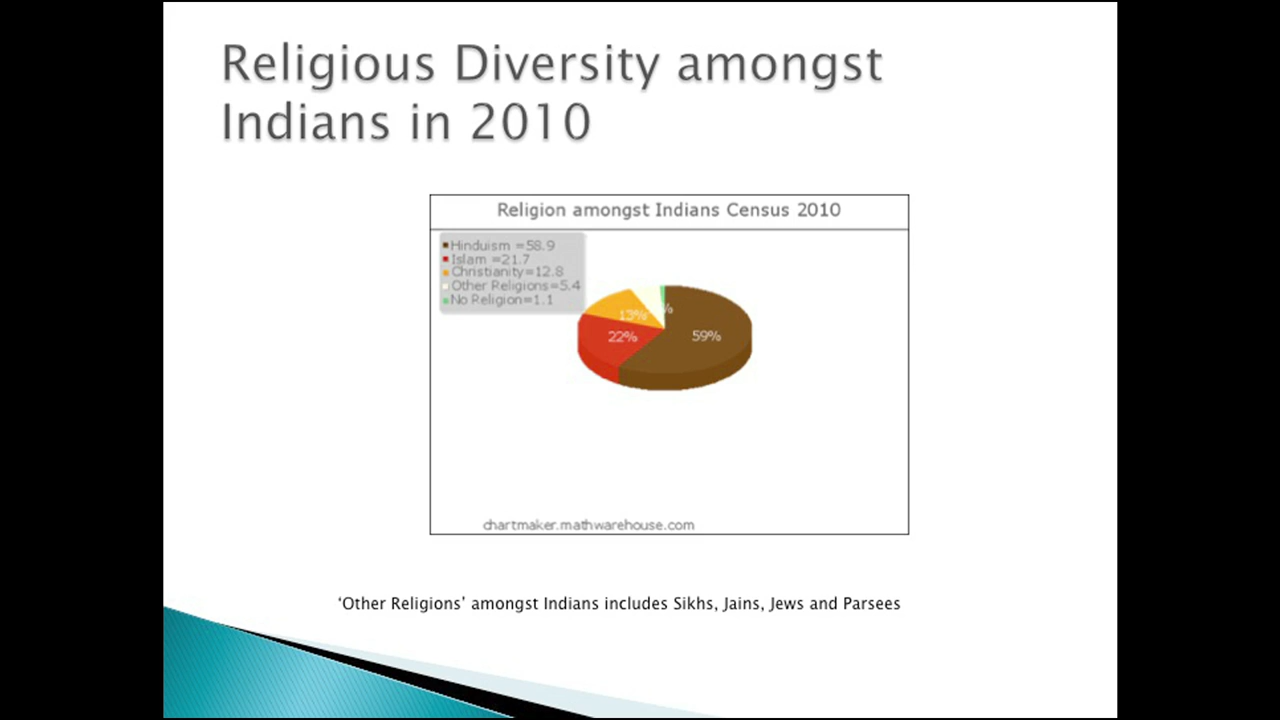 Religious Diversity amongst
Indians in 2010
Religion amongst Indians Census 2010
Hinduism =58.9
Islam =21.7
Christianity=12.8
Other Religions=5.4
No Religion=1.1
13%
22%
59%
chartmaker.mathwarehouse.com
‘Other Religions’ amongst Indians includes Sikhs, Jains, Jews and Parsees